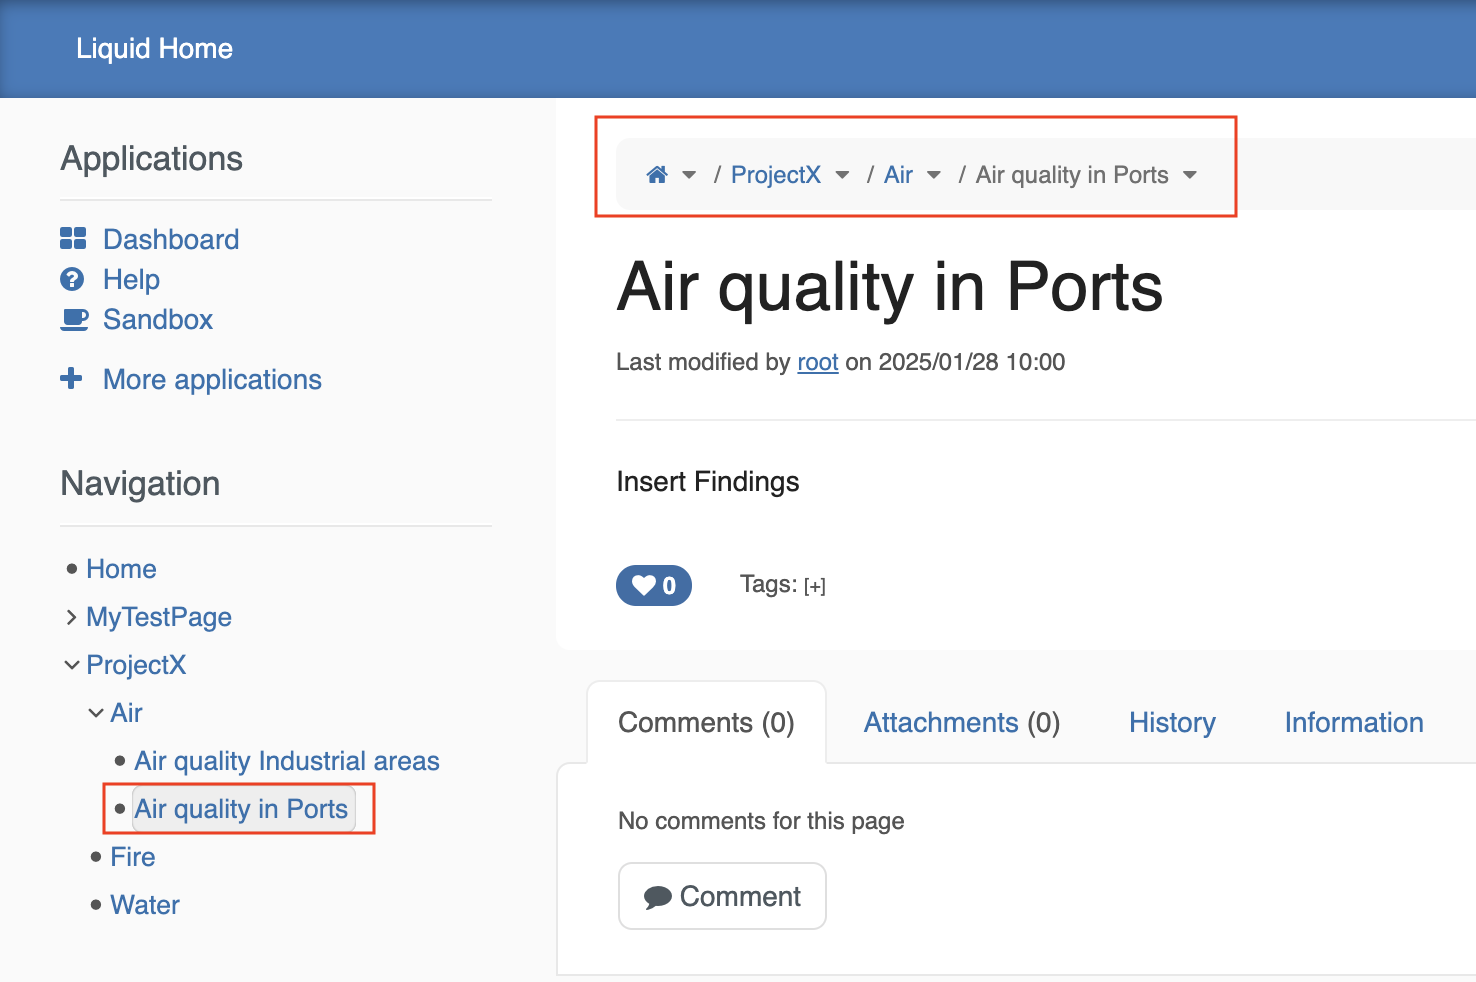 Liquid Home
Applications
Dashboard
Help
Sandbox
More applications
Navigation
Home
MyTestPage
ProjectX
Air
Air quality Industrial areas
Air quality in Ports
Fire
Water
/ ProjectX / Air / Air quality in Ports
Air quality in Ports
Last modified by root on 2025/01/28 10:00
Insert Findings
0 Tags: [+]
Comments (0) Attachments (0) History Information
No comments for this page
Comment